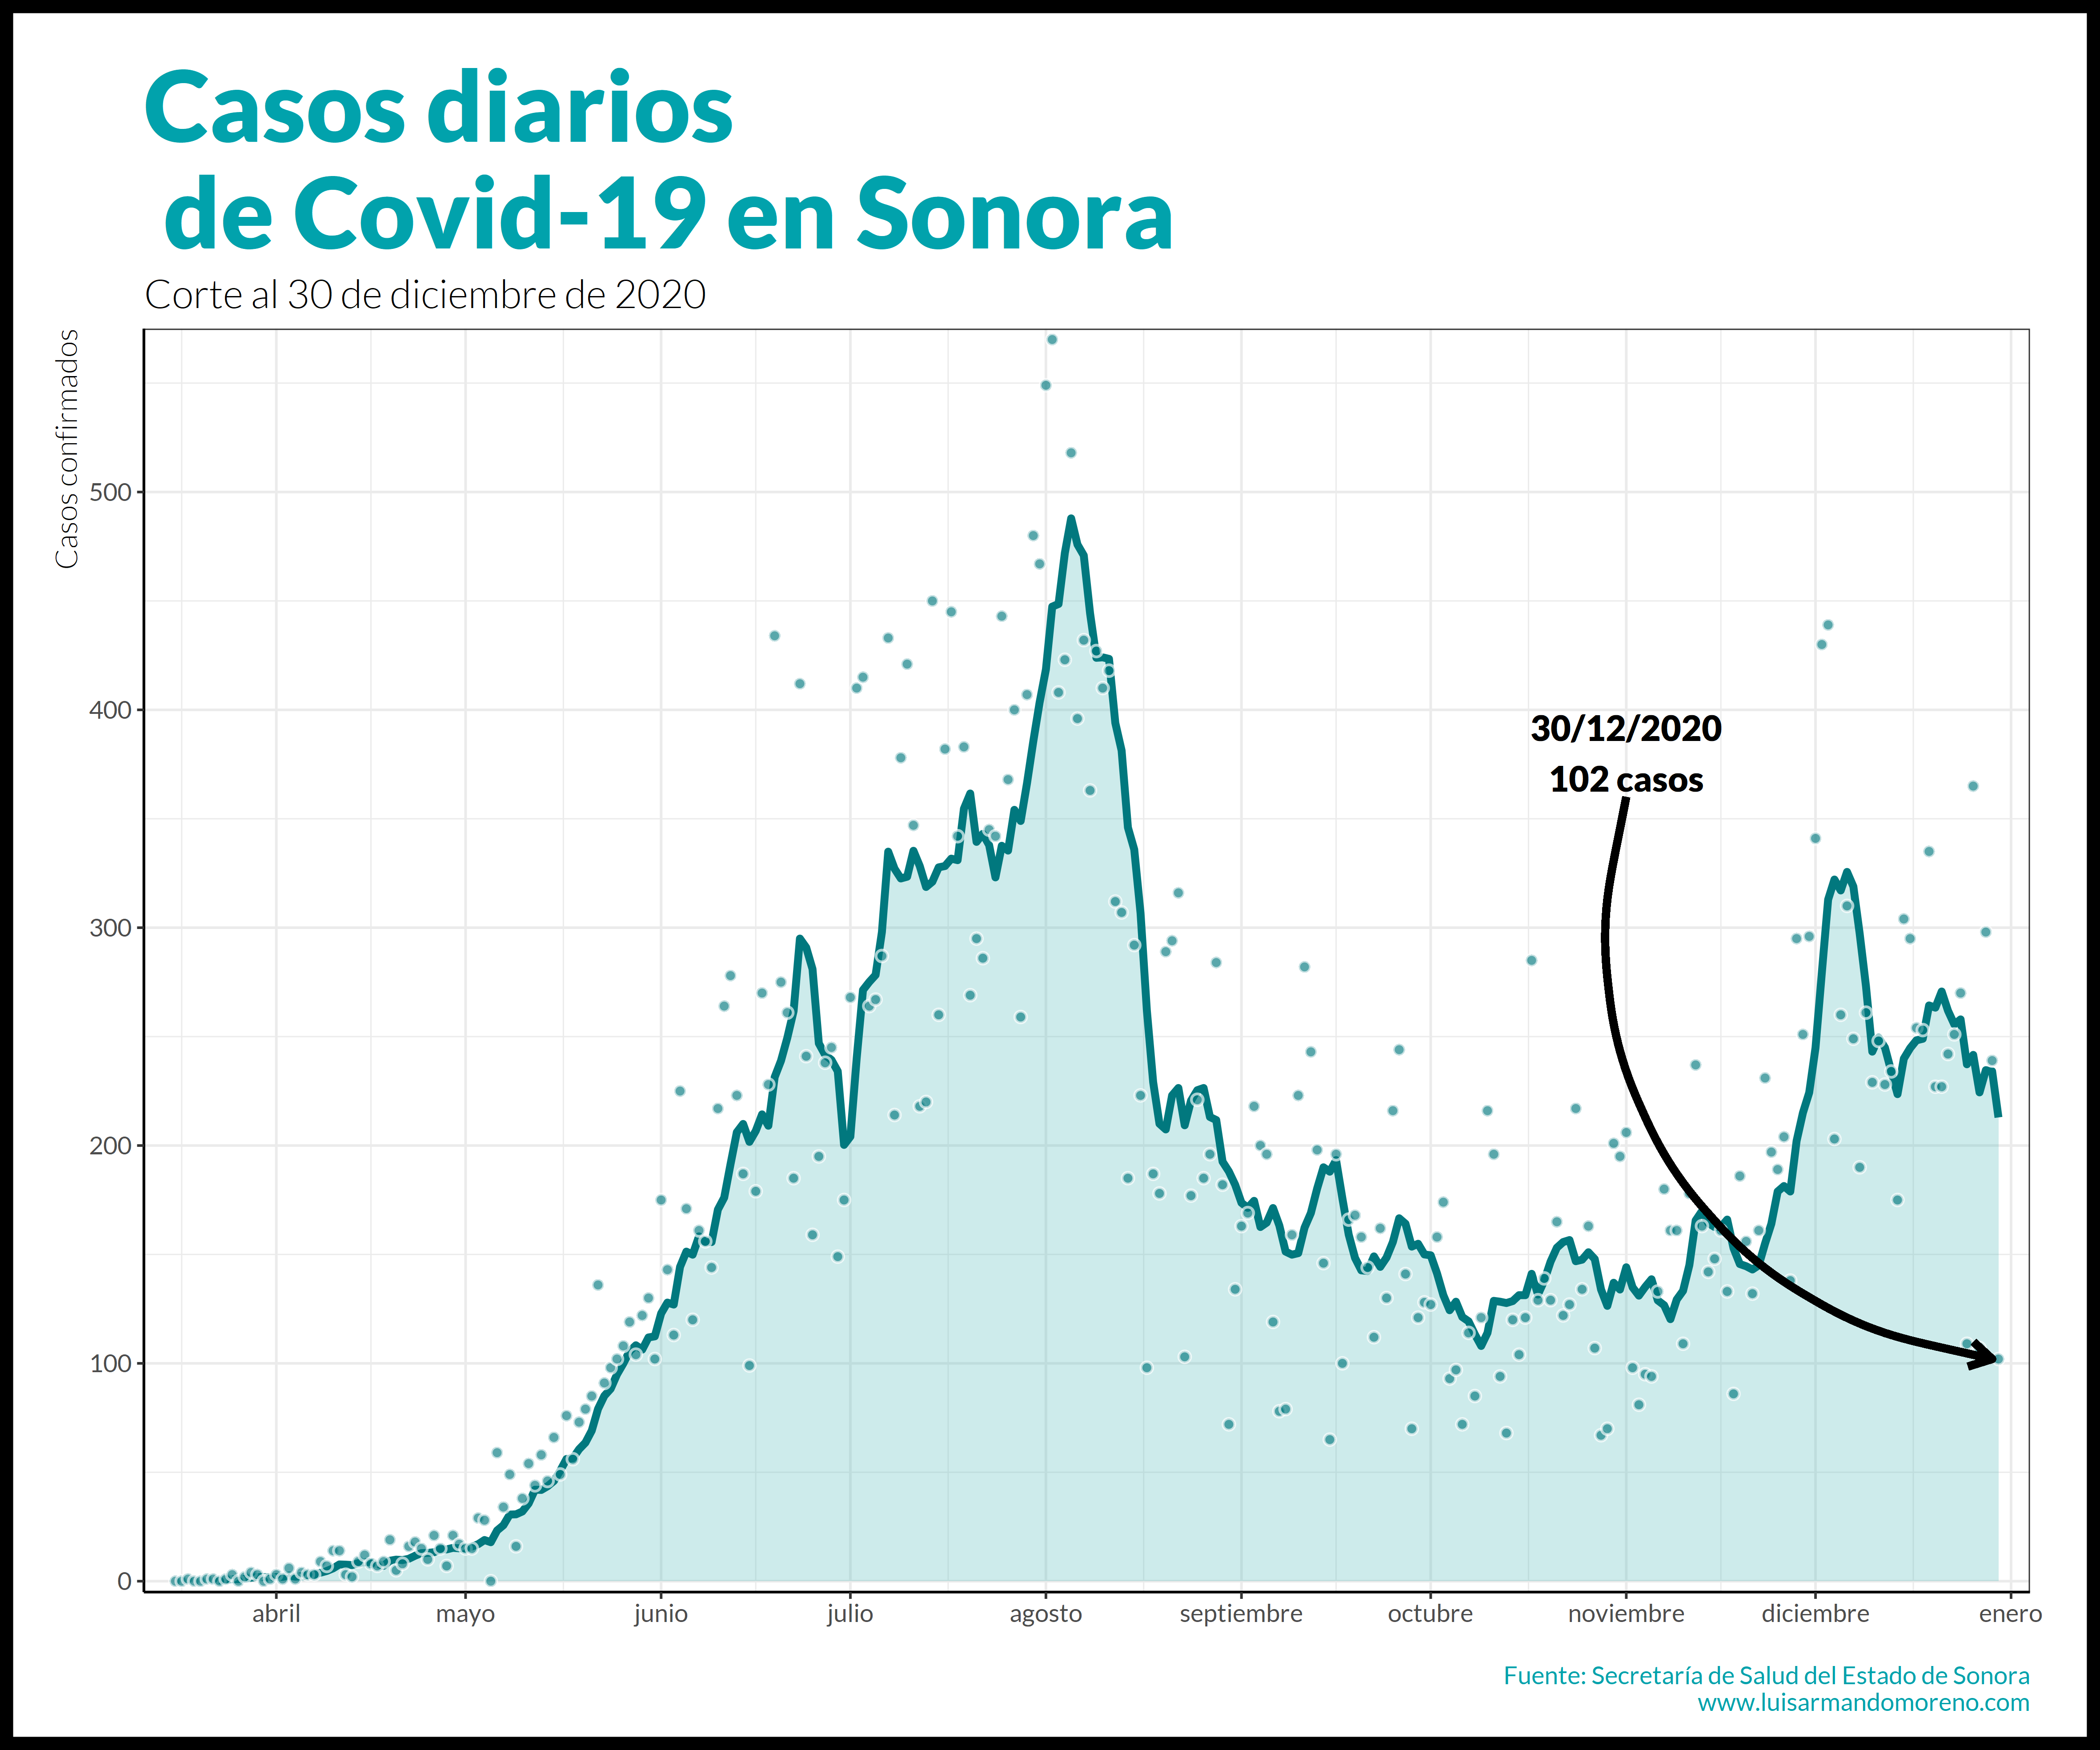 Casos diarios
de Covid-19 en Sonora
Corte al 30 de diciembre de 2020
Casos confirmados
500
400
300
200
100
0
30/12/2020
102 casos
abril mayo junio julio agosto septiembre octubre noviembre diciembre enero
Fuente: Secretaría de Salud del Estado de Sonora
www.luisarmandomoreno.com